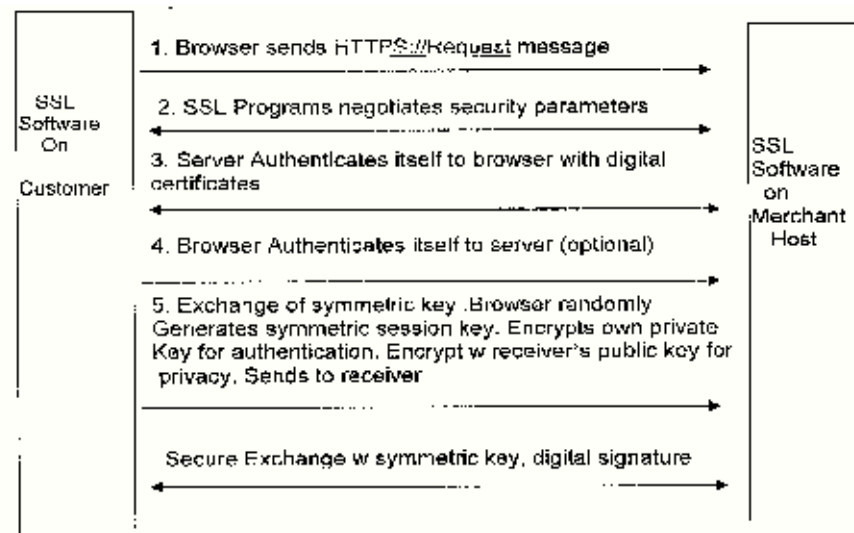 1. Browser sends HTTPS://Request message
SSL
Software
On
Customer
2. SSL Programs negotiates security parameters
3. Server Authenticates itself to browser with digital
certificates
4. Browser Authenticates itself to server (optional)
5. Exchange of symmetric key .Browser randomly
Generates symmetric session key. Encrypts own private
Key for authentication. Encrypt w receiver's public key for
privacy. Sends to receiver
Secure Exchange w symmetric key, digital signature
SSL
Software
on
Merchant
Host